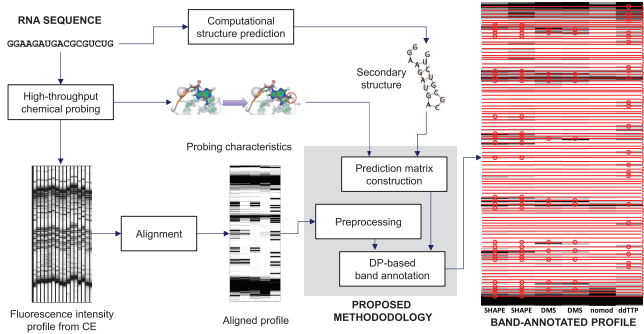 RNA SEQUENCE
GGAAGAUGACGCGUCUG
Computational
structure prediction
High-throughput
chemical probing
Secondary
structure
Probing characteristics
Prediction matrix
construction
Preprocessing
Alignment
DP-based
band annotation
PROPOSED
METHODODOLOGY
Fluorescence intensity
profile from CE
Aligned profile
SHAPE SHAPE DMS DMS nomod ddTTP
BAND-ANNOTATED PROFILE